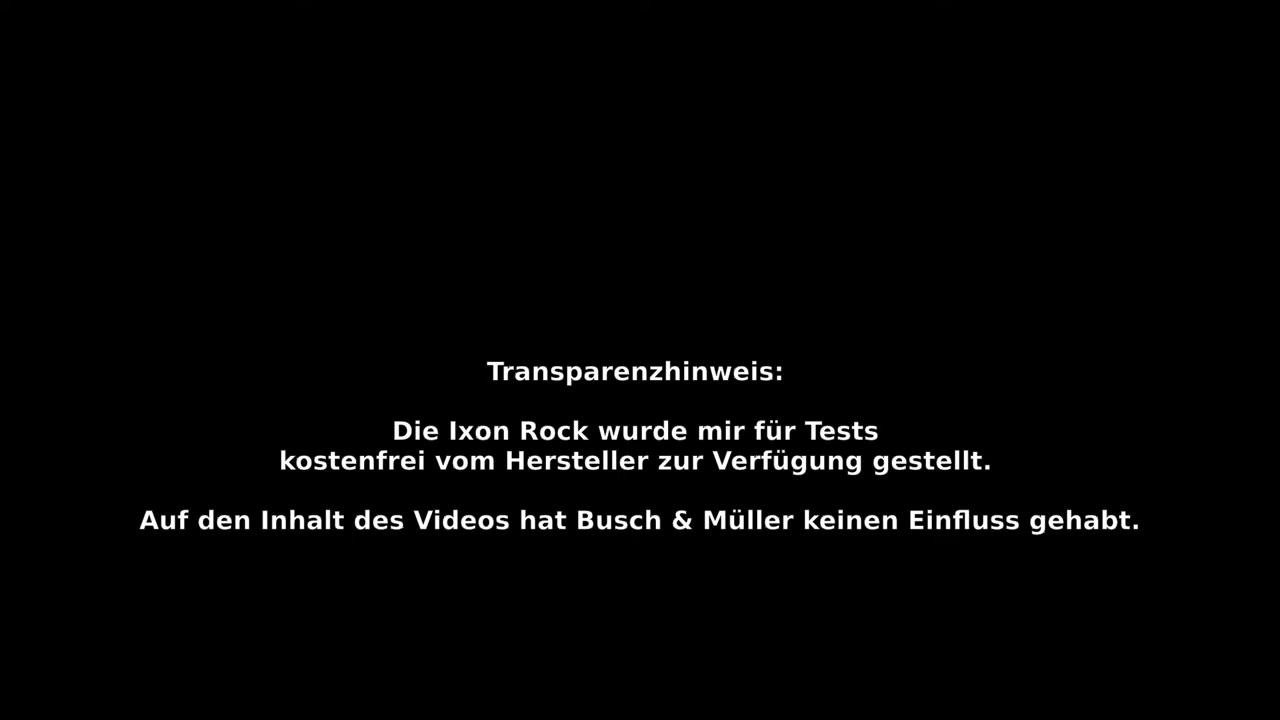 Transparenzhinweis:
Die Ixon Rock wurde mir für Tests
kostenfrei vom Hersteller zur Verfügung gestellt.
Auf den Inhalt des Videos hat Busch & Müller keinen Einfluss gehabt.